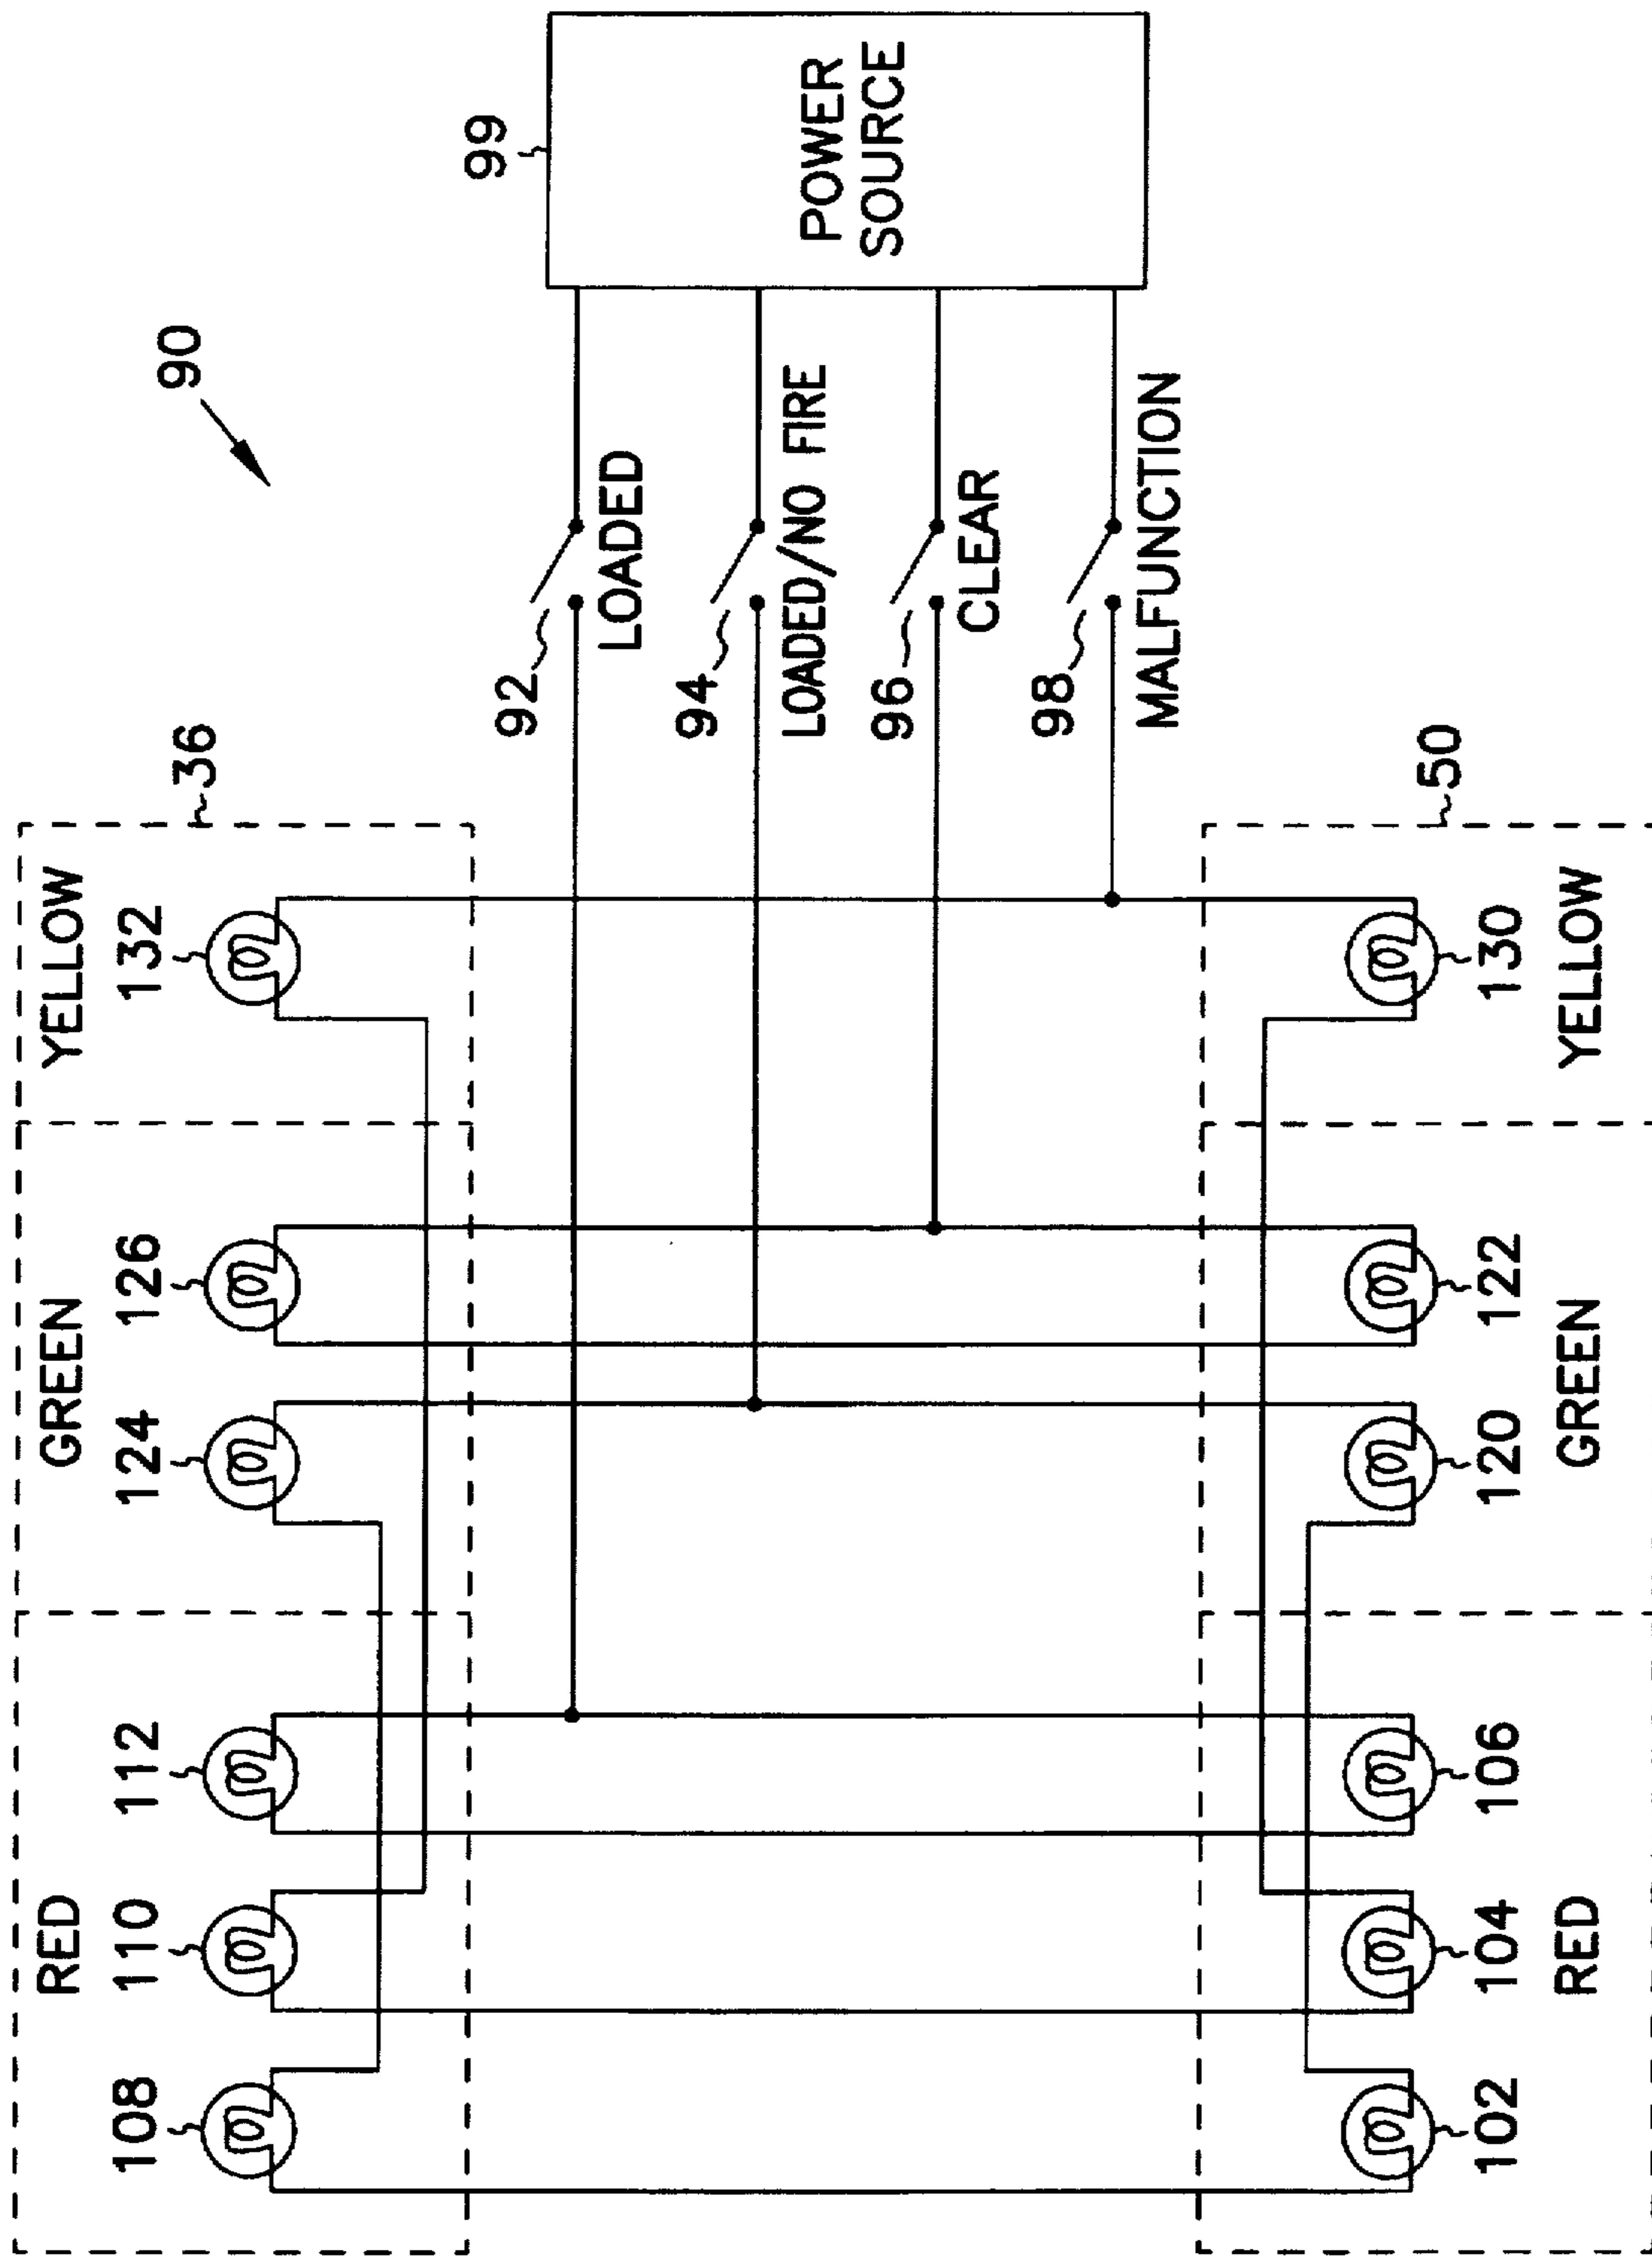 90
36
RED
GREEN
YELLOW
108
110
112
124
126
132
99
POWER
SOURCE
92
LOADED
94
LOADED/NO FIRE
96
CLEAR
98
MALFUNCTION
50
102
104
106
120
122
130
RED
GREEN
YELLOW